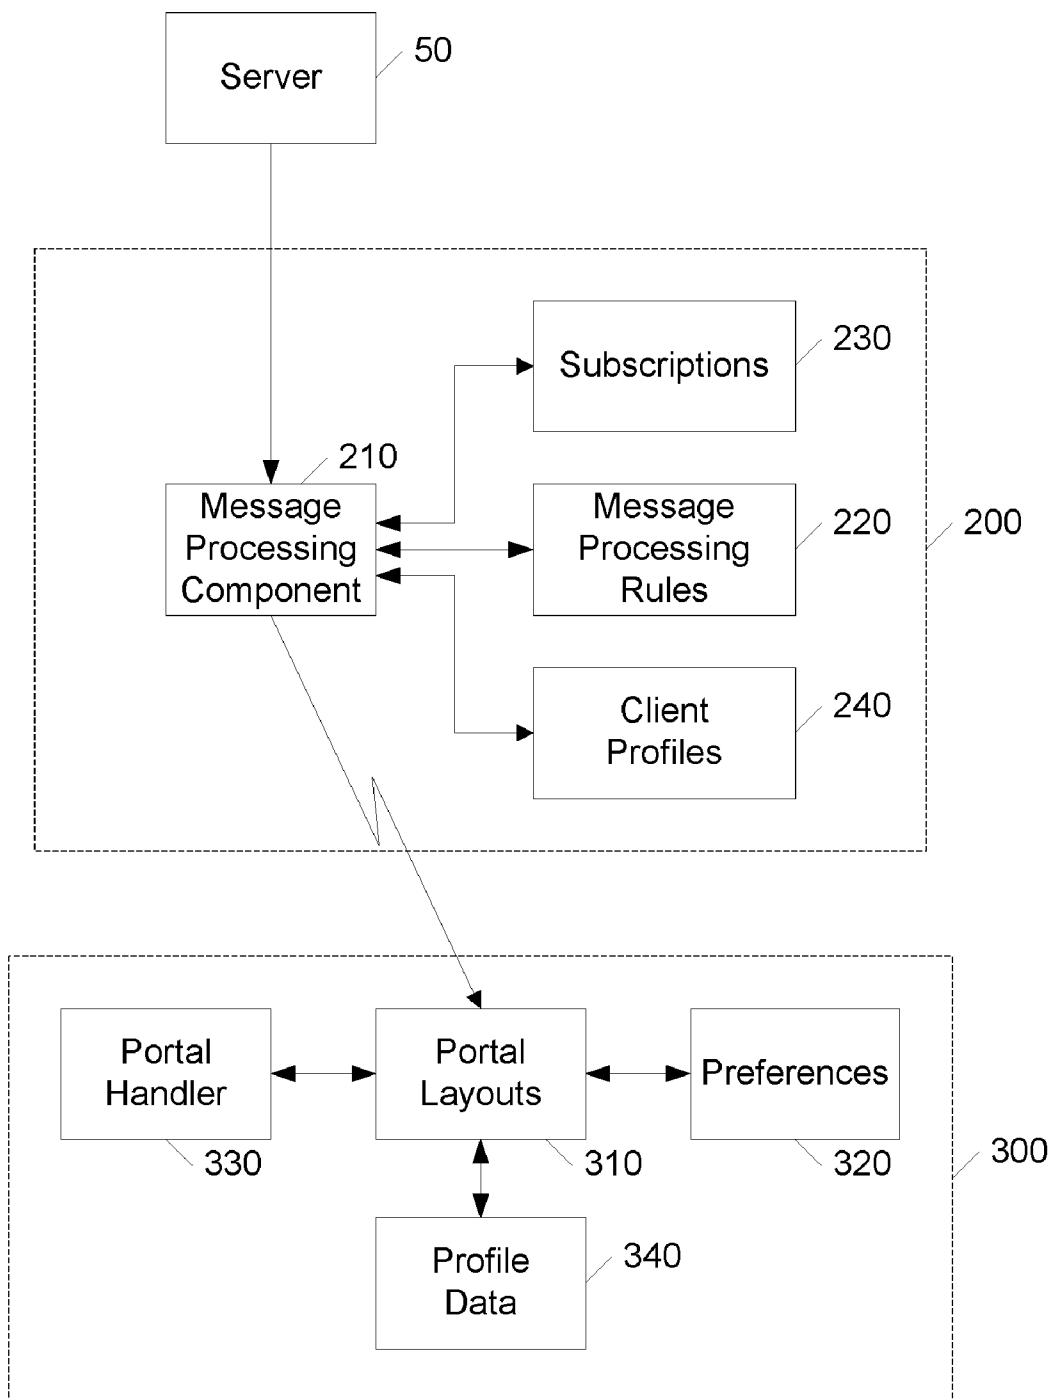 50
Server
230
Subscriptions
210
Message
Processing
Component
Message
Processing
Rules
220
200
Client
Profiles
240
Portal
Handler
330
Portal
Layouts
310
Preferences
320
300
Profile
Data
340